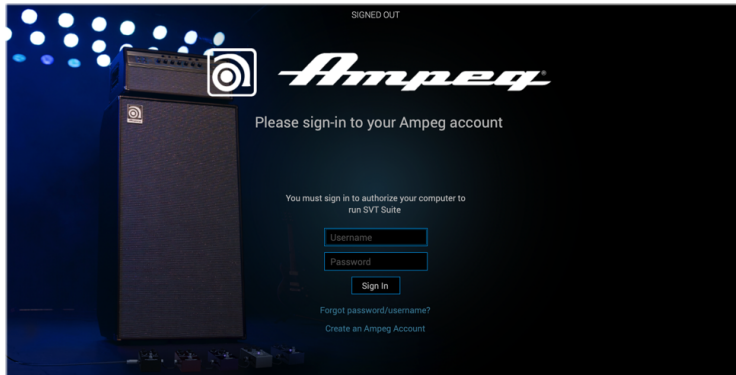 SIGNED OUT
Ampeg
Please sign-in to your Ampeg account
You must sign in to authorize your computer to
run SVT Suite
Username
Password
Sign In
Forgot password/username?
Create an Ampeg Account